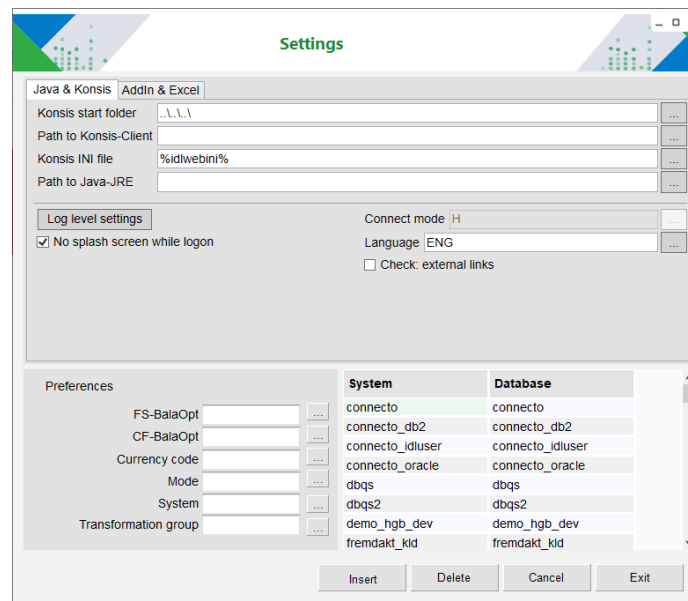 Settings
Java & Konsis AddIn & Excel
Konsis start folder ..\..\..\ ...
Path to Konsis-Client ...
Konsis INI file %idlwebini% ...
Path to Java-JRE ...
Log level settings Connect mode H ...
No splash screen while logon Language ENG ...
Check: external links
Preferences System Database
FS-BalaOpt ... connecto connecto
CF-BalaOpt ... connecto_db2 connecto_db2
Currency code ... connecto_idluser connecto_idluser
Mode ... connecto_oracle connecto_oracle
System ... dbqs dbqs
Transformation group ... dbqs2 dbqs2
demo_hgb_dev demo_hgb_dev
fremdakt_kld fremdakt_kld
Insert Delete Cancel Exit